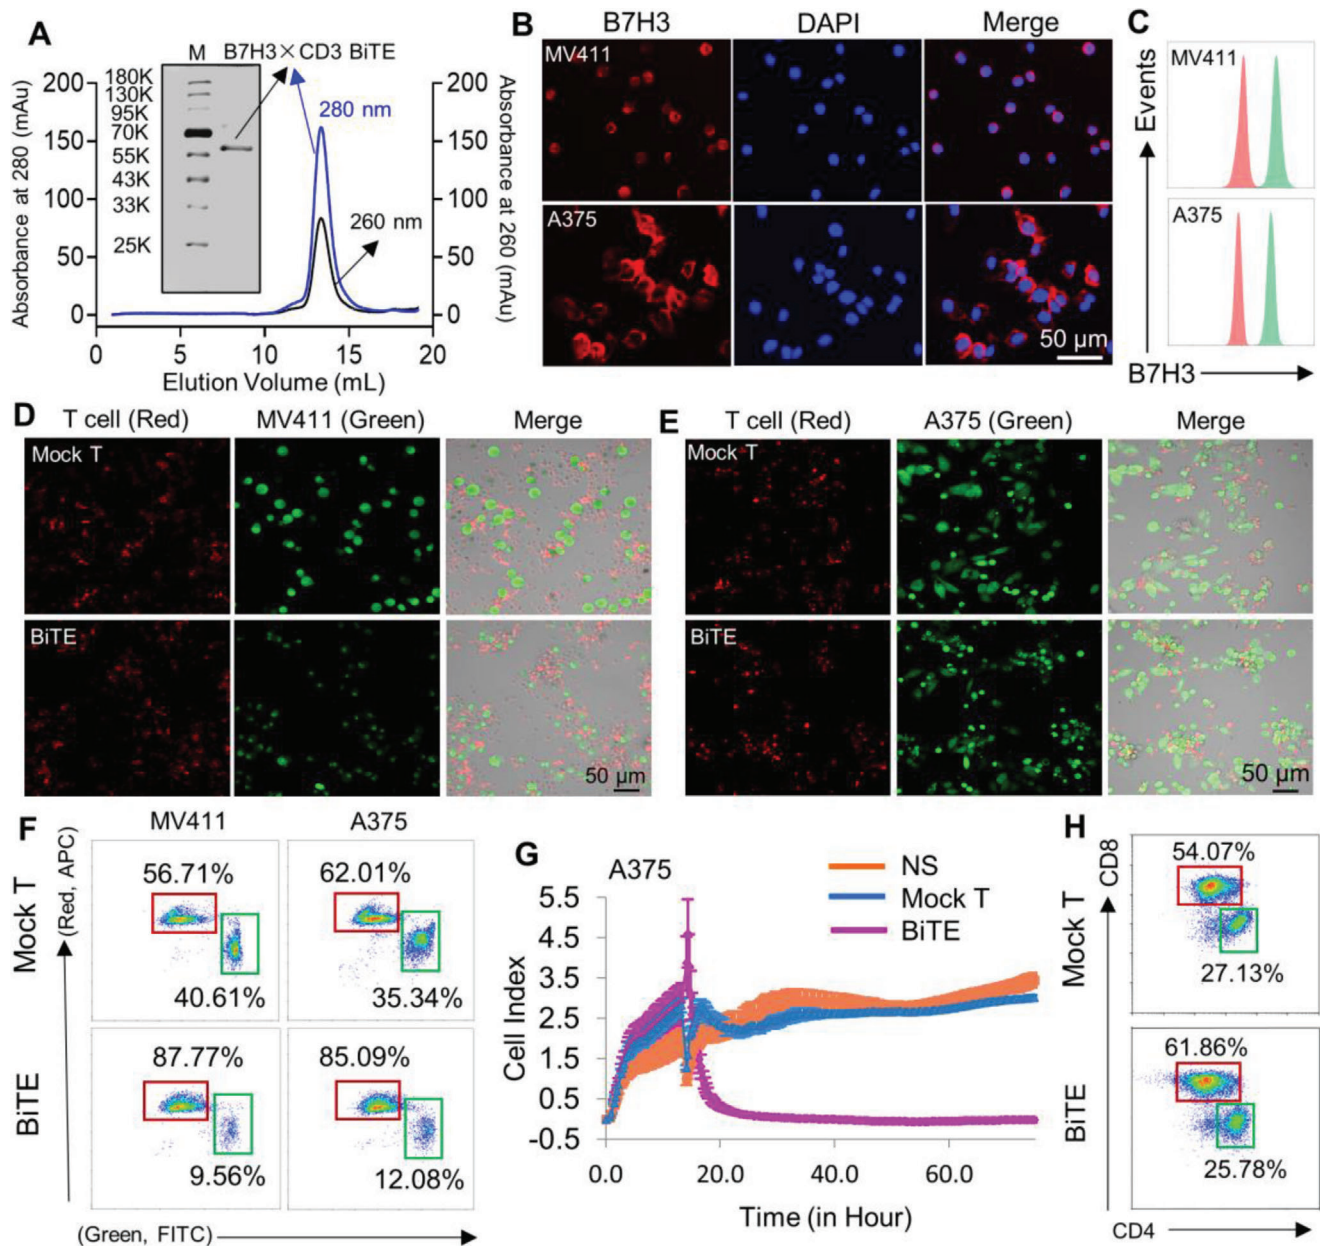 A
M B7H3×CD3 BiTE
200
150
100
50
0
Absorbance at 280 (mAu)
180K
130K
95K
70K
55K
43K
33K
25K
280 nm
260 nm
200
150
100
50
0
Absorbance at 260 (mAu)
0 5 10 15 20
Elution Volume (mL)
B
B7H3 DAPI Merge
MV411
A375
50 µm
C
MV411
A375
Events
B7H3
D
T cell (Red) MV411 (Green) Merge
Mock T
BiTE
50 µm
E
T cell (Red) A375 (Green) Merge
Mock T
BiTE
50 µm
F
MV411 A375
Mock T
(Red, APC)
56.71% 62.01%
40.61% 35.34%
BiTE
87.77% 85.09%
9.56% 12.08%
(Green, FITC)
G
A375
NS
Mock T
BiTE
5.5
4.5
3.5
2.5
1.5
0.5
-0.5
Cell Index
0.0 20.0 40.0 60.0
Time (in Hour)
H
CD8
Mock T
54.07%
27.13%
BiTE
61.86%
25.78%
CD4